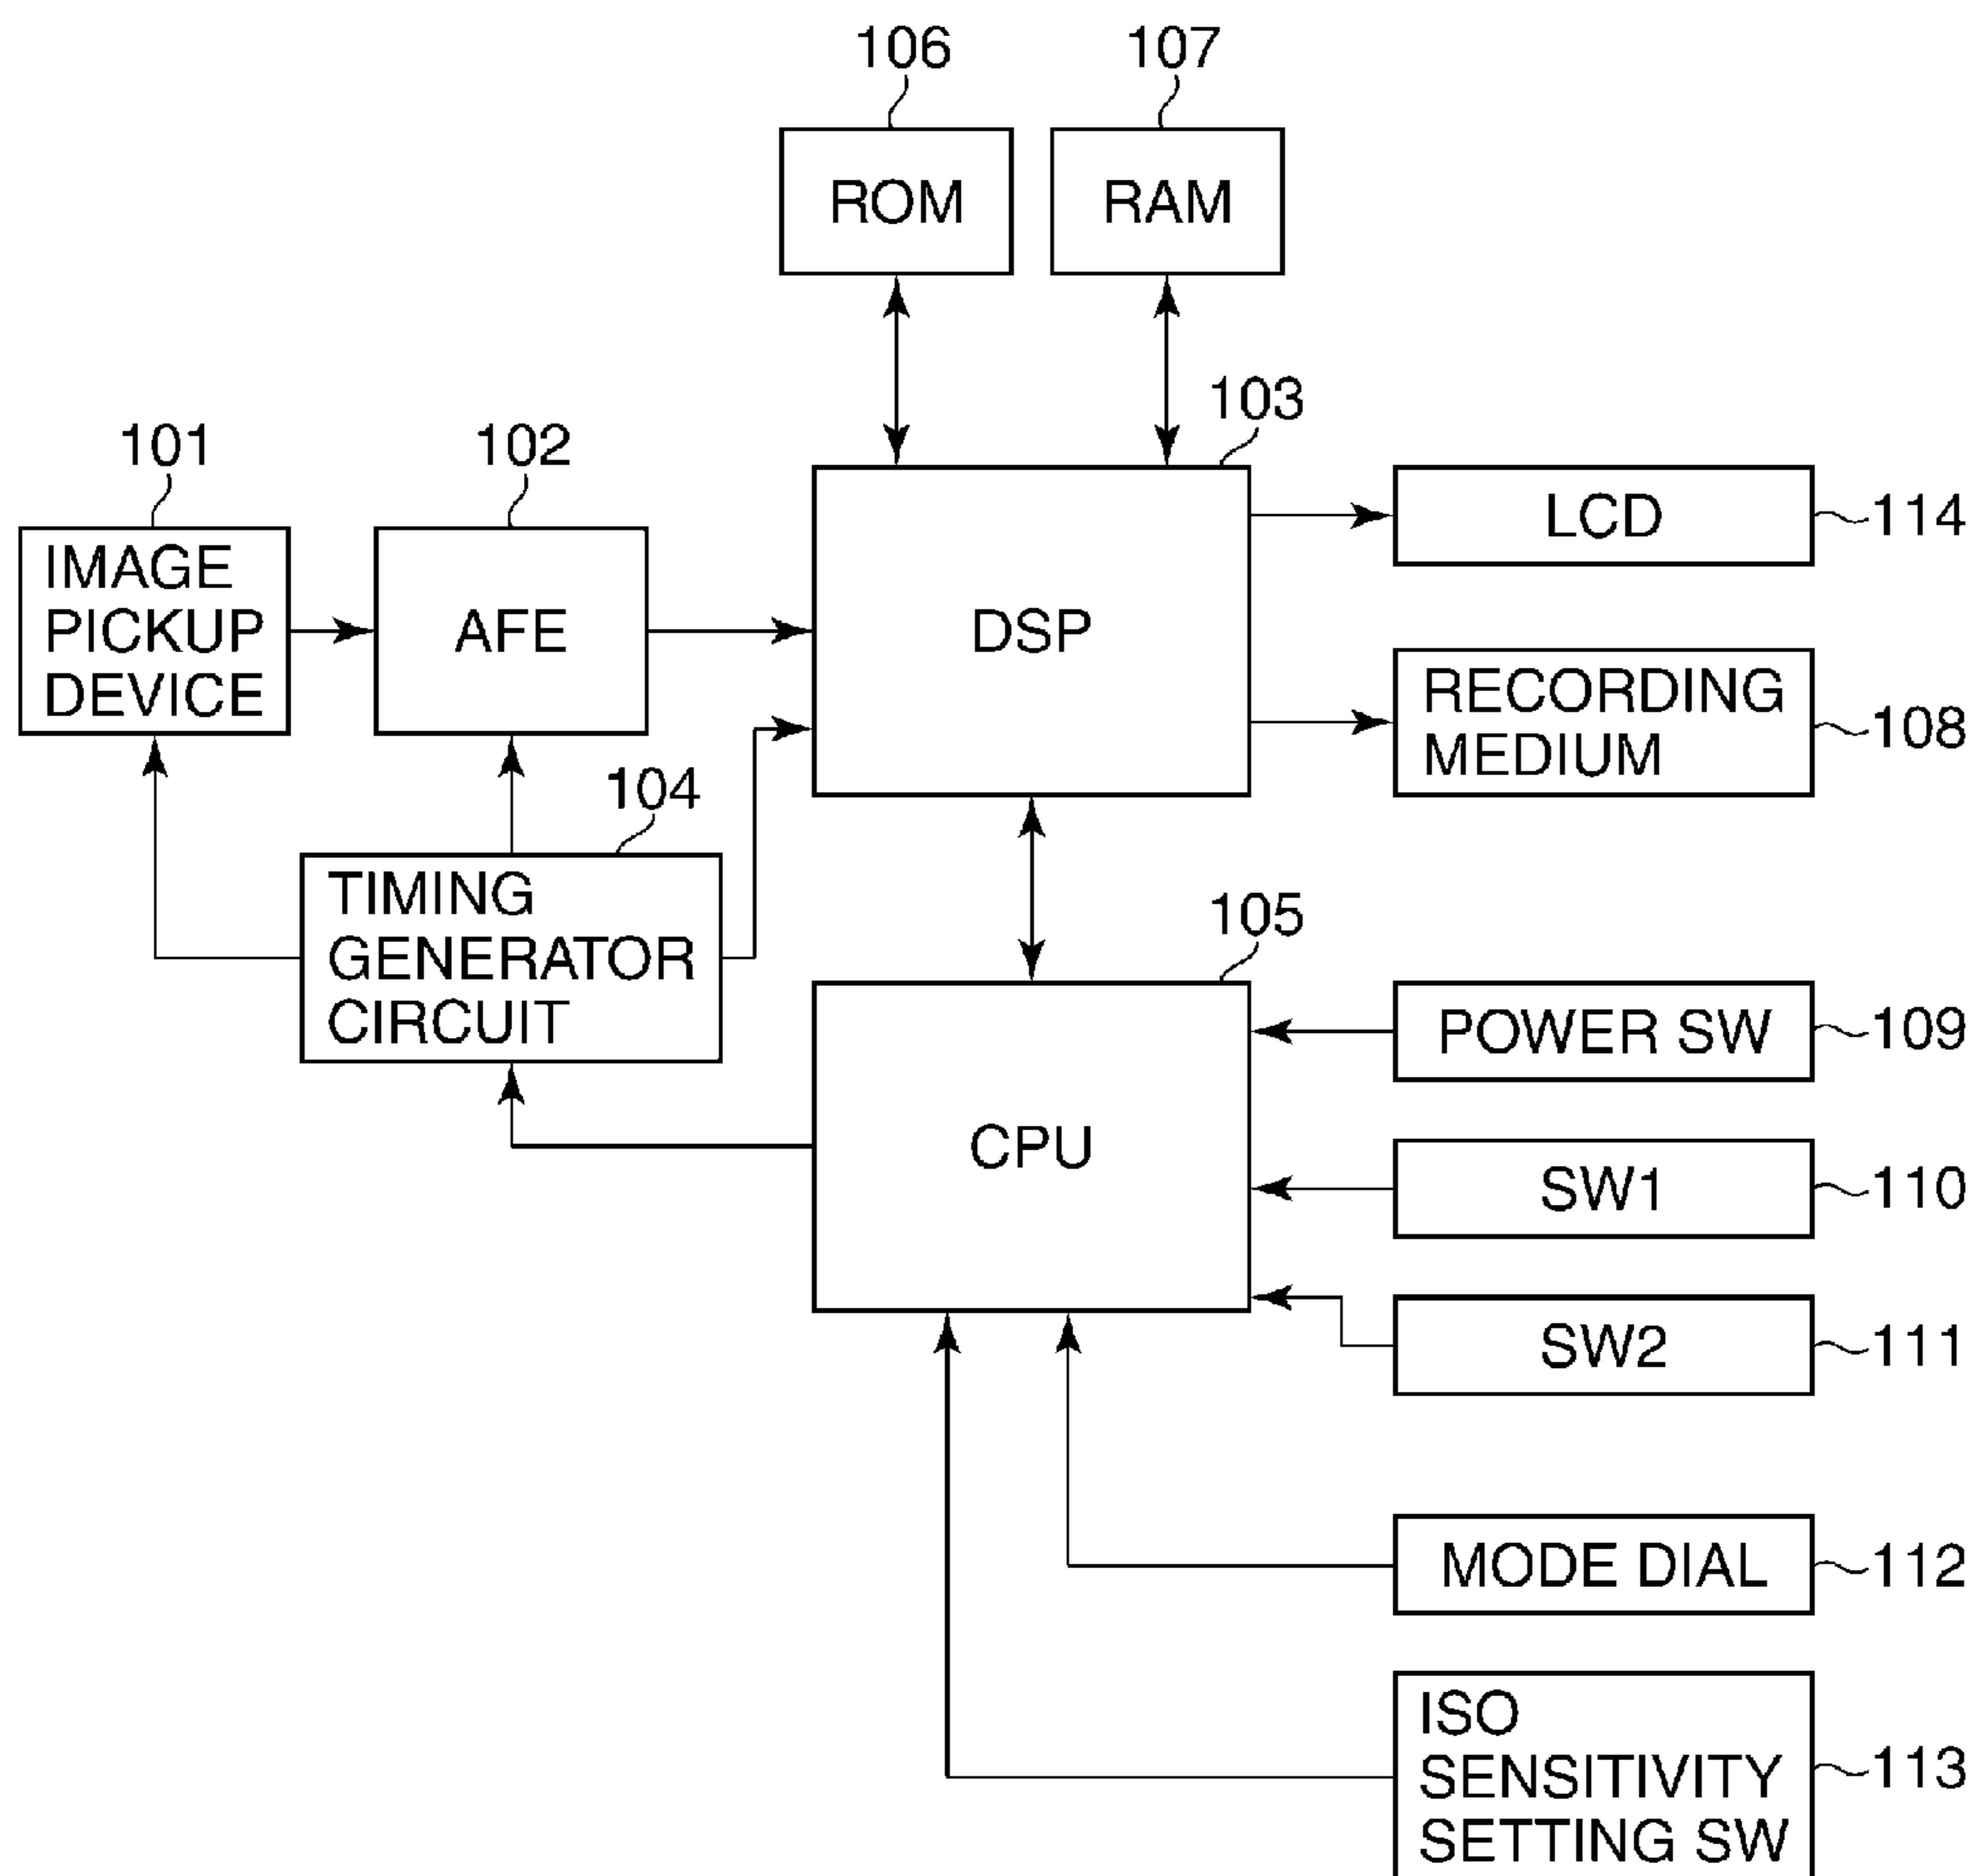 106
107
ROM
RAM
103
101
102
IMAGE
PICKUP
DEVICE
AFE
DSP
LCD
114
RECORDING
MEDIUM
108
104
TIMING
GENERATOR
CIRCUIT
105
CPU
POWER SW
109
SW1
110
SW2
111
MODE DIAL
112
ISO
SENSITIVITY
SETTING SW
113